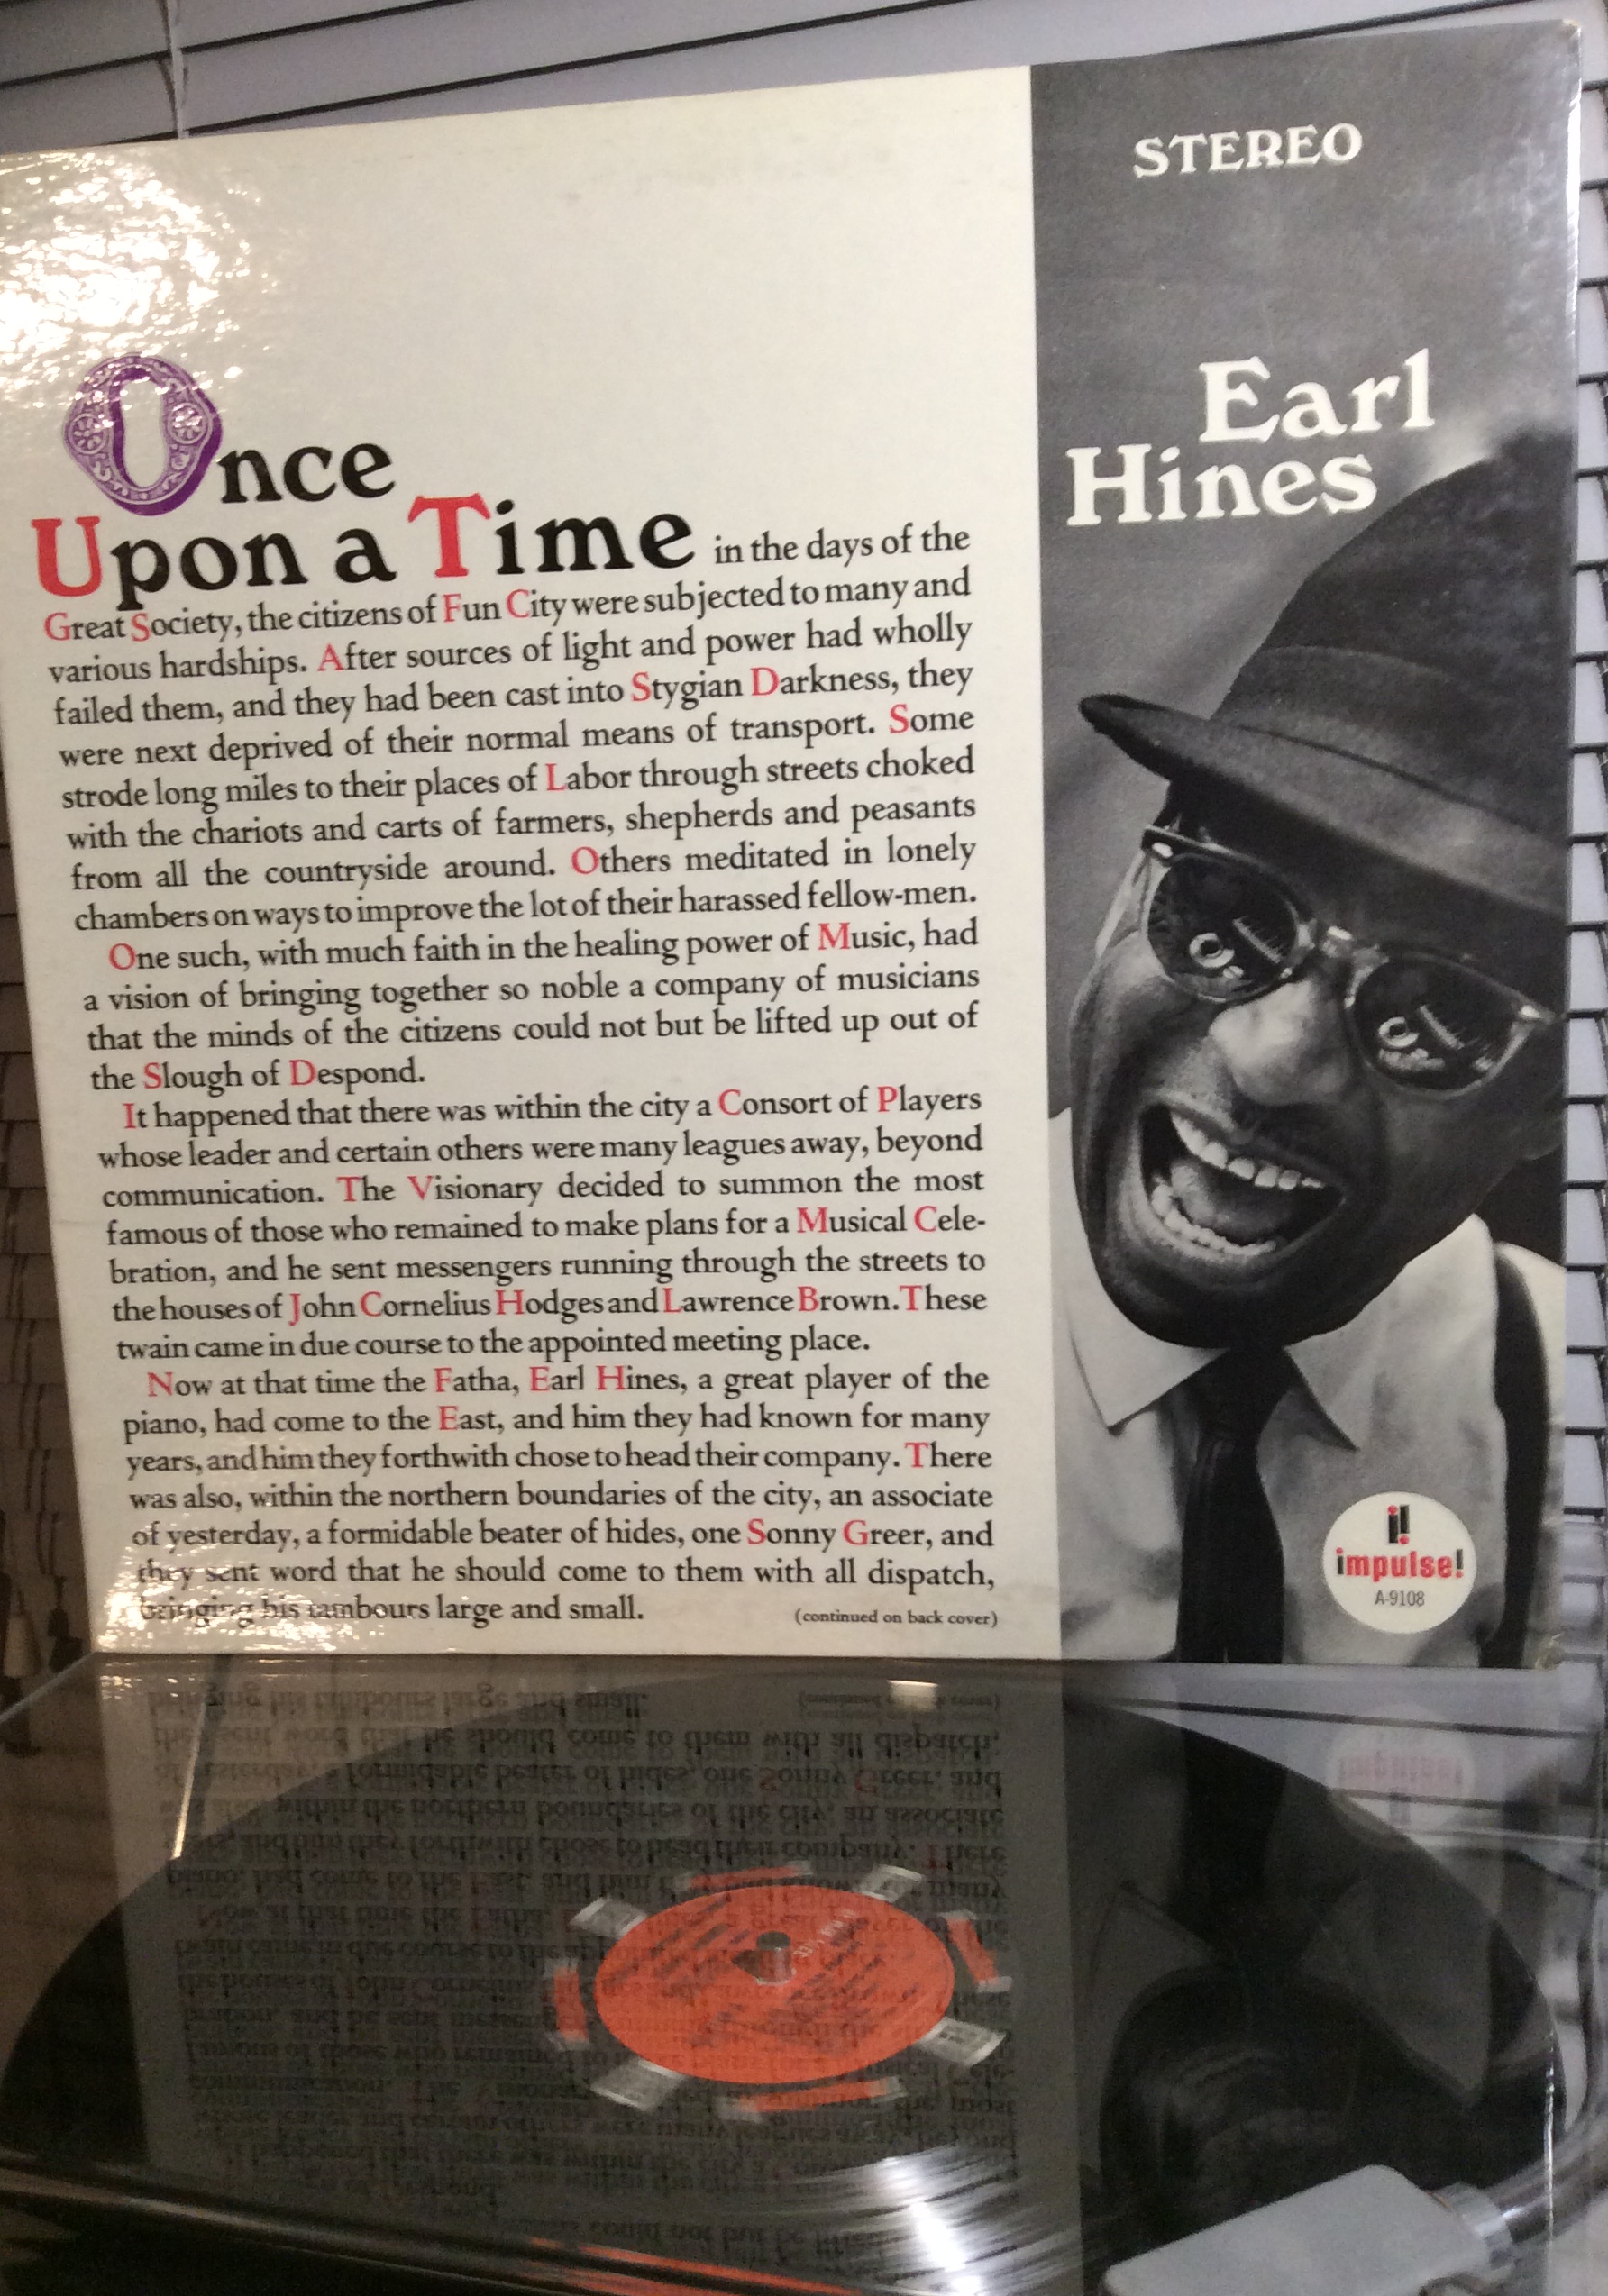 STEREO
Earl
Hines
Once
Upon a Time in the days of the
Great Society, the citizens of Fun City were subjected to many and
various hardships. After sources of light and power had wholly
failed them, and they had been cast into Stygian Darkness, they
were next deprived of their normal means of transport. Some
strode long miles to their places of Labor through streets choked
with the chariots and carts of farmers, shepherds and peasants
from all the countryside around. Others meditated in lonely
chambers on ways to improve the lot of their harassed fellow-men.
One such, with much faith in the healing power of Music, had
a vision of bringing together so noble a company of musicians
that the minds of the citizens could not but be lifted up out of
the Slough of Despond.
It happened that there was within the city a Consort of Players
whose leader and certain others were many leagues away, beyond
communication. The Visionary decided to summon the most
famous of those who remained to make plans for a Musical Cele-
bration, and he sent messengers running through the streets to
the houses of John Cornelius Hodges and Lawrence Brown. These
twain came in due course to the appointed meeting place.
Now at that time the Fatha, Earl Hines, a great player of the
piano, had come to the East, and him they had known for many
years, and him they forthwith chose to head their company. There
was also, within the northern boundaries of the city, an associate
of yesterday, a formidable beater of hides, one Sonny Greer, and
they sent word that he should come to them with all dispatch,
bringing his tambours large and small.
(continued on back cover)
i!
impulse!
A-9108